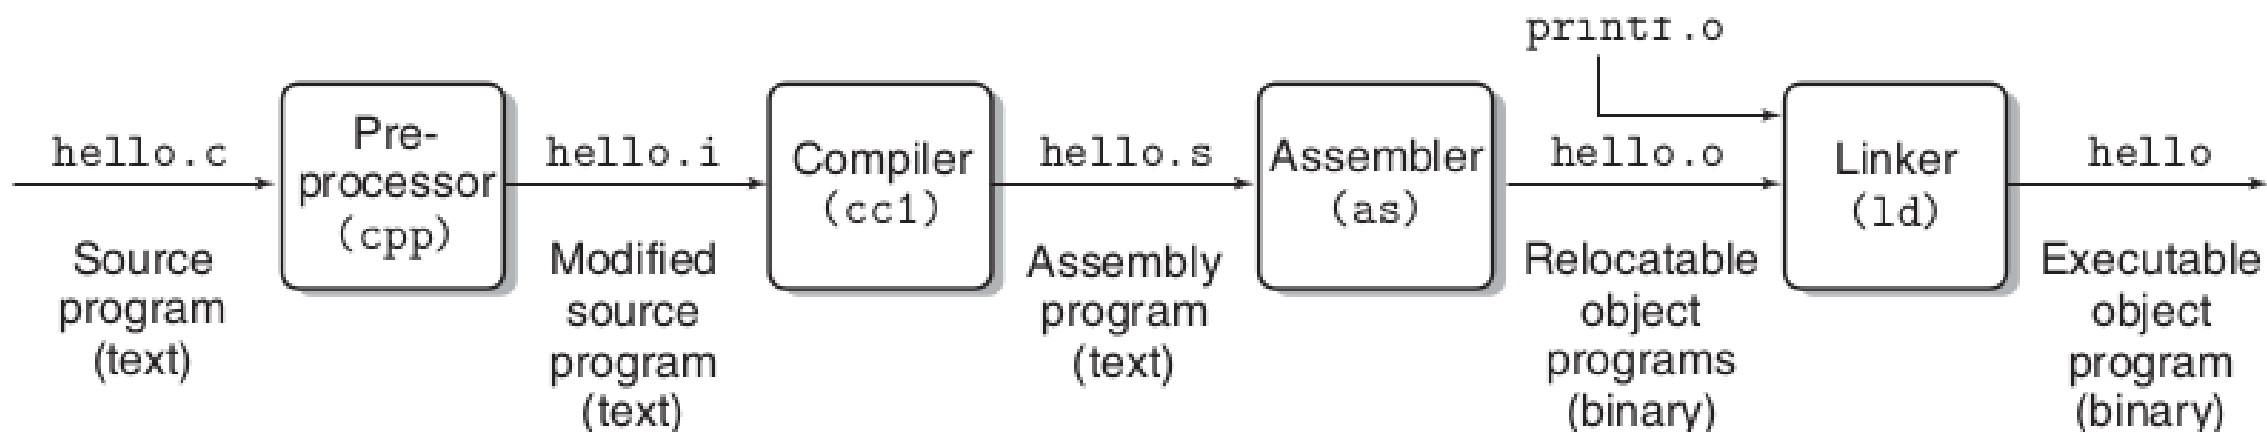 printf.o
hello.c
Pre-
processor
(cpp)
hello.i
Compiler
(cc1)
hello.s
Assembler
(as)
hello.o
Linker
(ld)
hello
Source
program
(text)
Modified
source
program
(text)
Assembly
program
(text)
Relocatable
object
programs
(binary)
Executable
object
program
(binary)